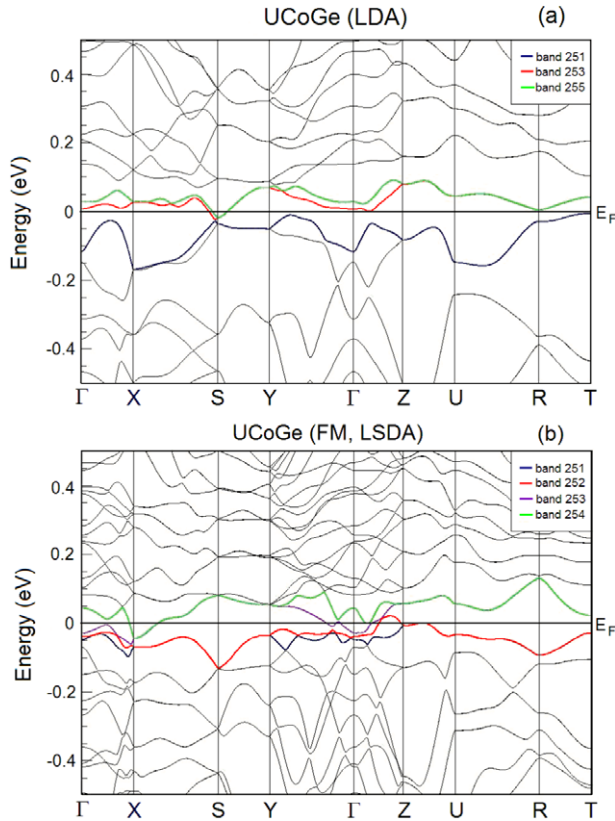 UCoGe (LDA) (a)
0.4
0.2
0
-0.2
-0.4
Energy (eV)
band 251
band 253
band 255
E_F
Γ X S Y Γ Z U R T
UCoGe (FM, LSDA) (b)
0.4
0.2
0
-0.2
-0.4
Energy (eV)
band 251
band 252
band 253
band 254
E_F
Γ X S Y Γ Z U R T